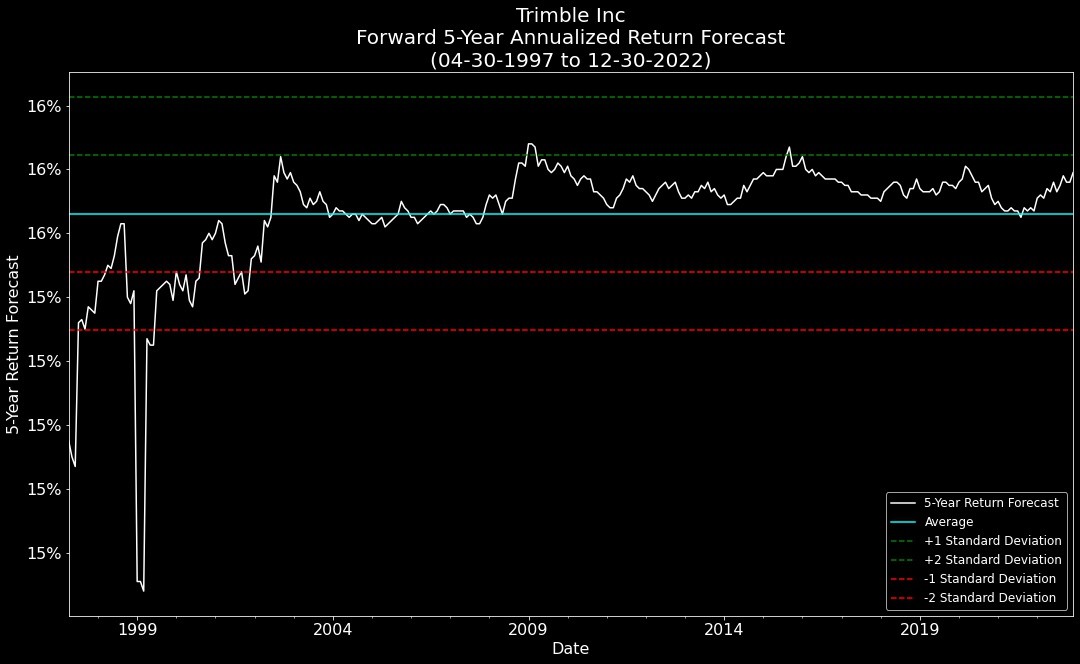 Trimble Inc
Forward 5-Year Annualized Return Forecast
(04-30-1997 to 12-30-2022)
5-Year Return Forecast
16%
16%
16%
15%
15%
15%
15%
15%
1999
2004
2009
2014
2019
Date
5-Year Return Forecast
Average
+1 Standard Deviation
+2 Standard Deviation
-1 Standard Deviation
-2 Standard Deviation